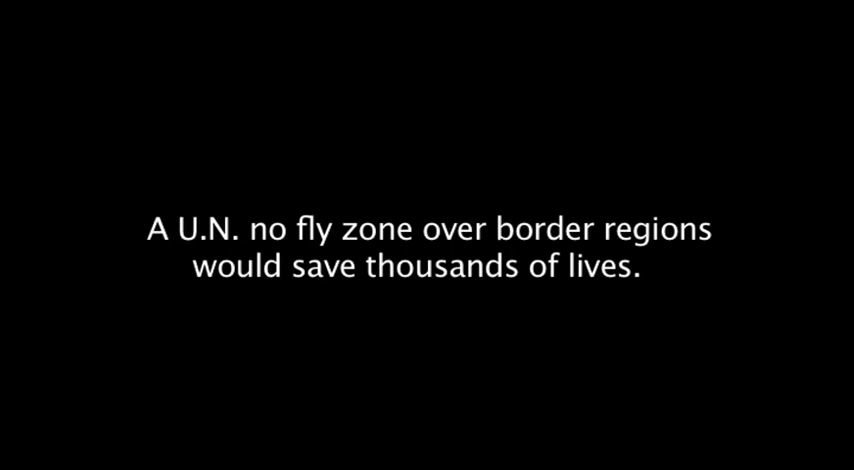 A U.N. no fly zone over border regions
would save thousands of lives.